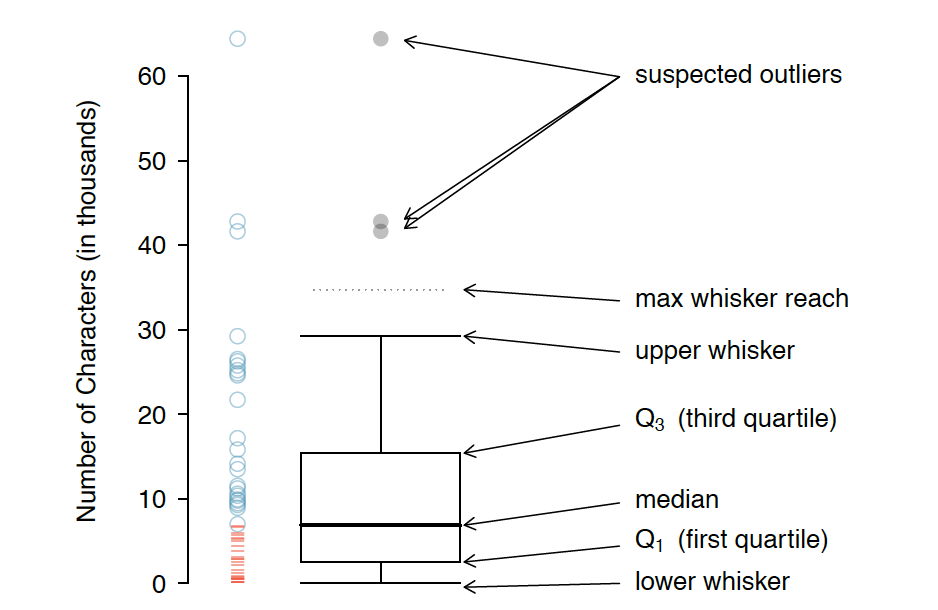 Number of Characters (in thousands)
60
50
40
30
20
10
0
suspected outliers
max whisker reach
upper whisker
Q₃ (third quartile)
median
Q₁ (first quartile)
lower whisker